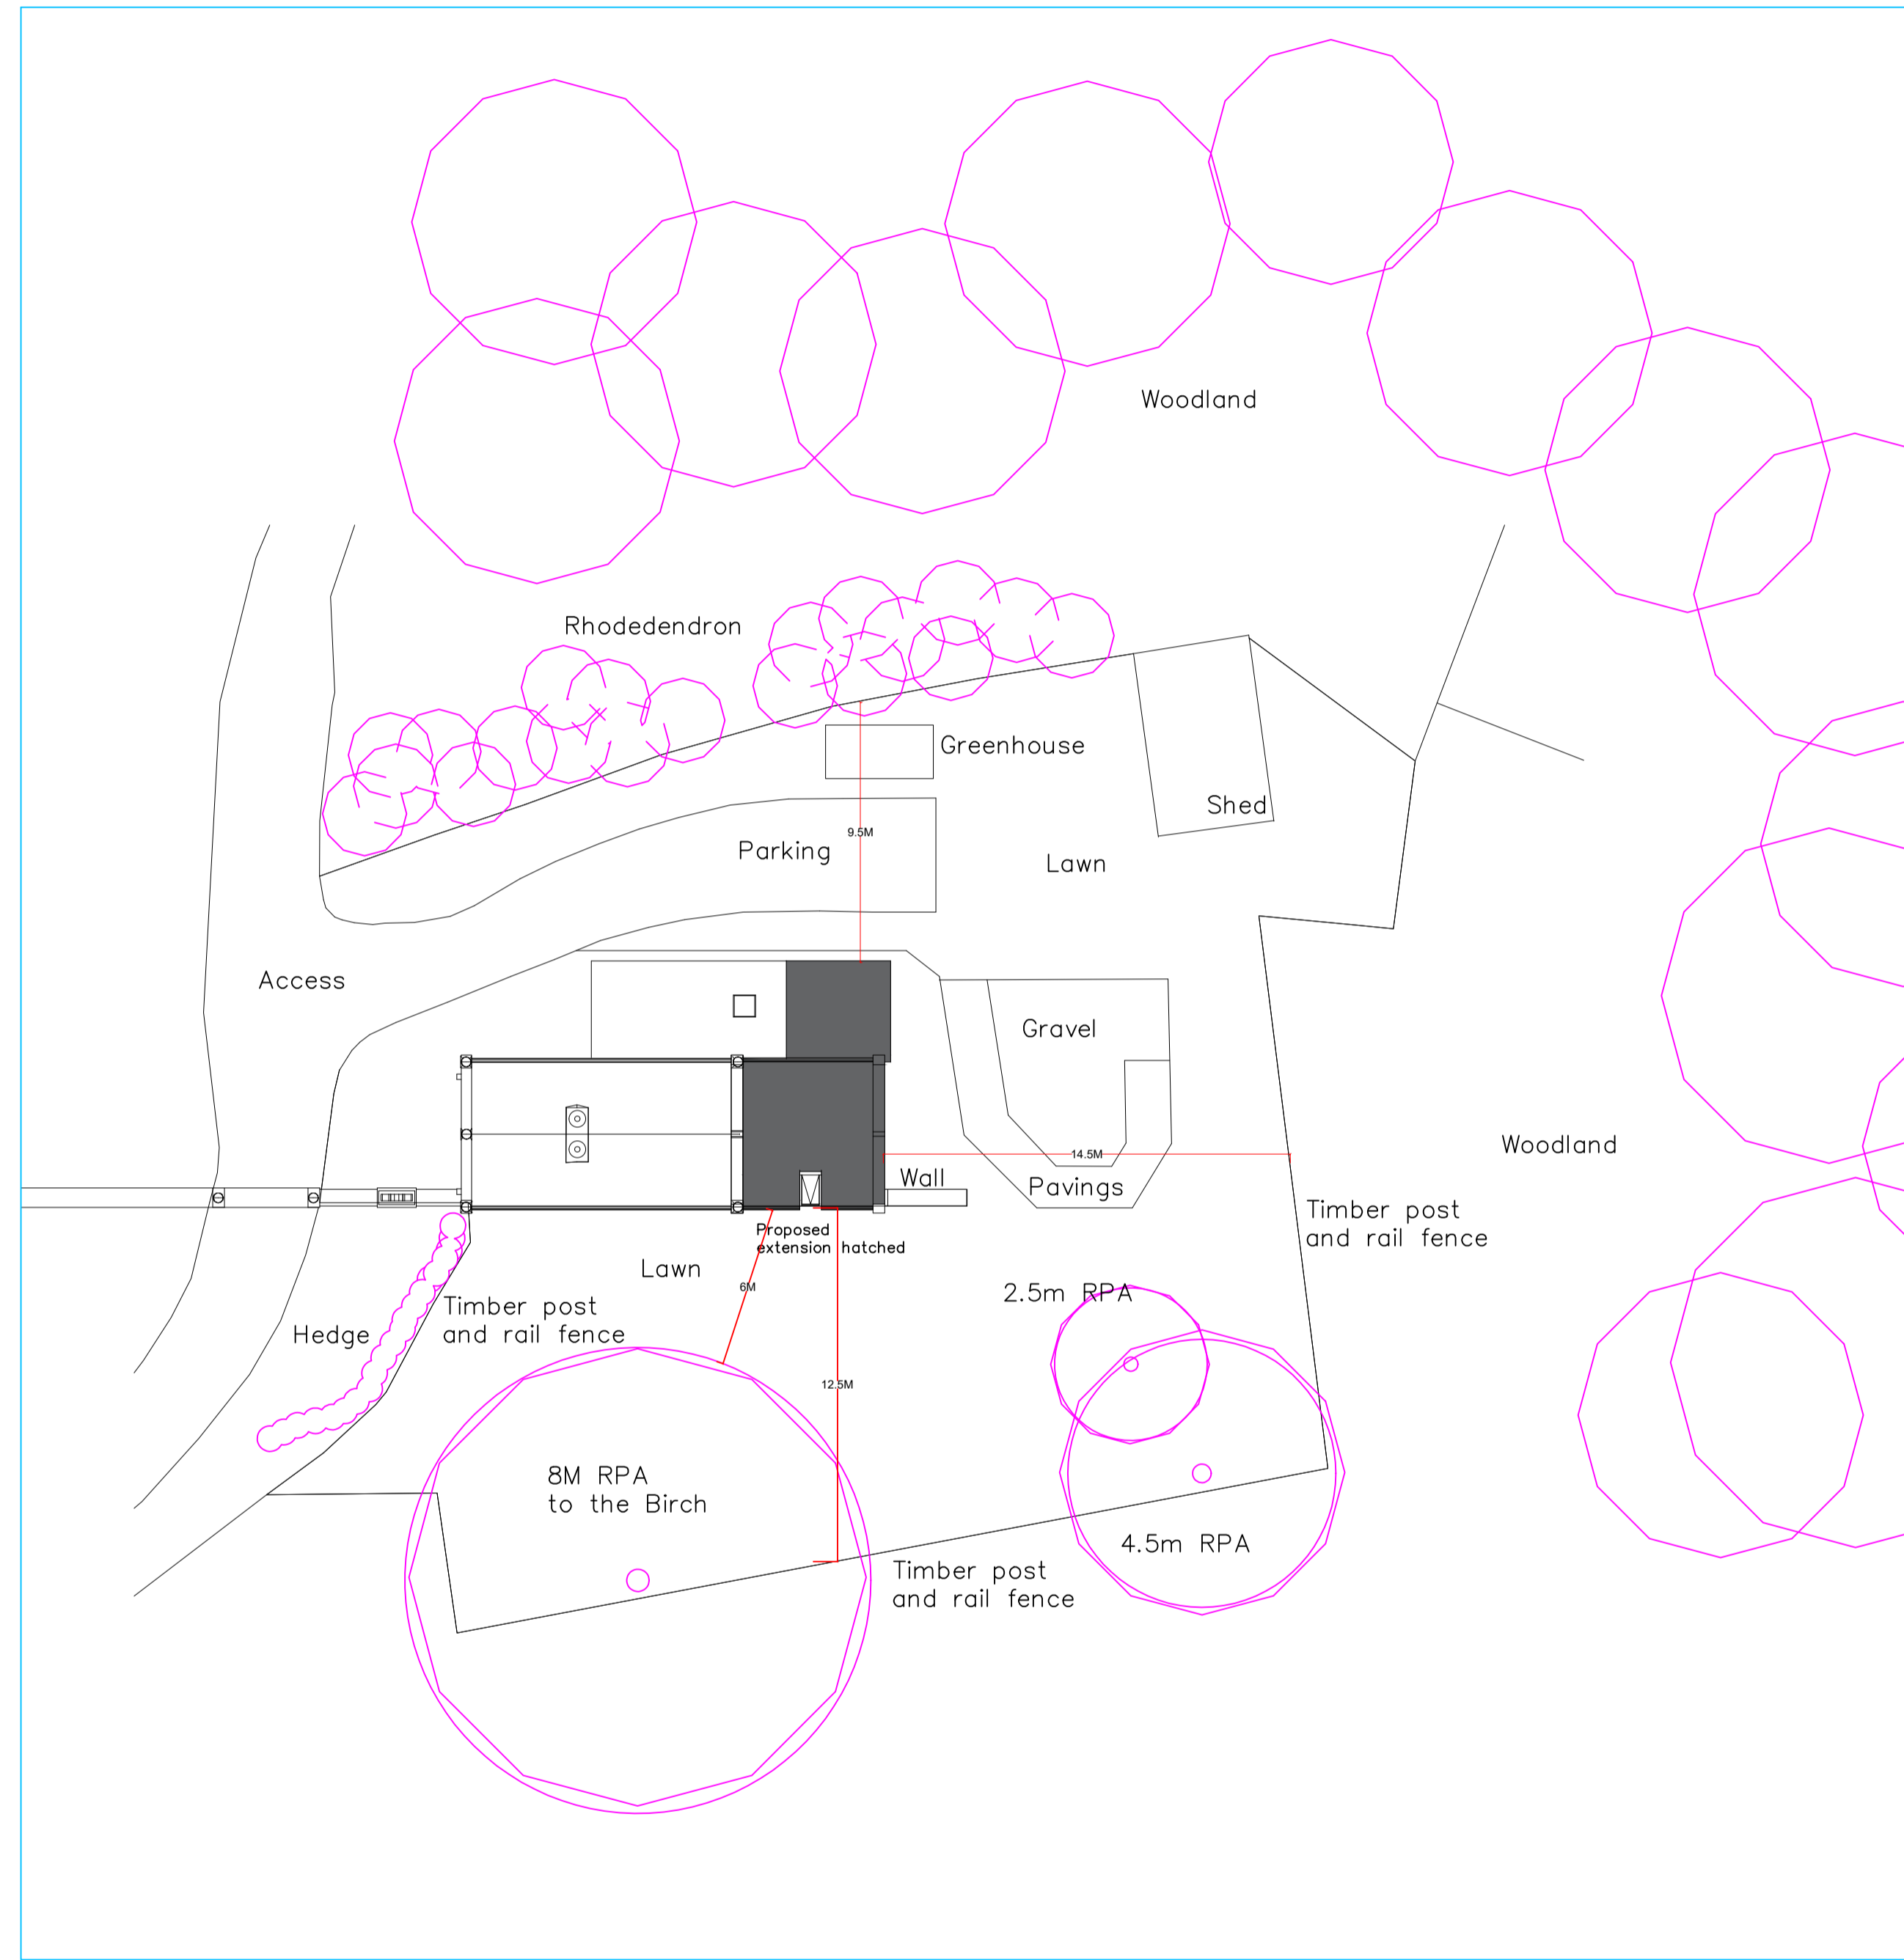 Woodland
Rhodedendron
Greenhouse
Shed
9.5M
Parking
Lawn
Access
Gravel
Woodland
14.5M
Wall
Pavings
Timber post
and rail fence
Proposed
extension hatched
Lawn
6M
2.5m RPA
Timber post
and rail fence
Hedge
12.5M
8M RPA
to the Birch
4.5m RPA
Timber post
and rail fence